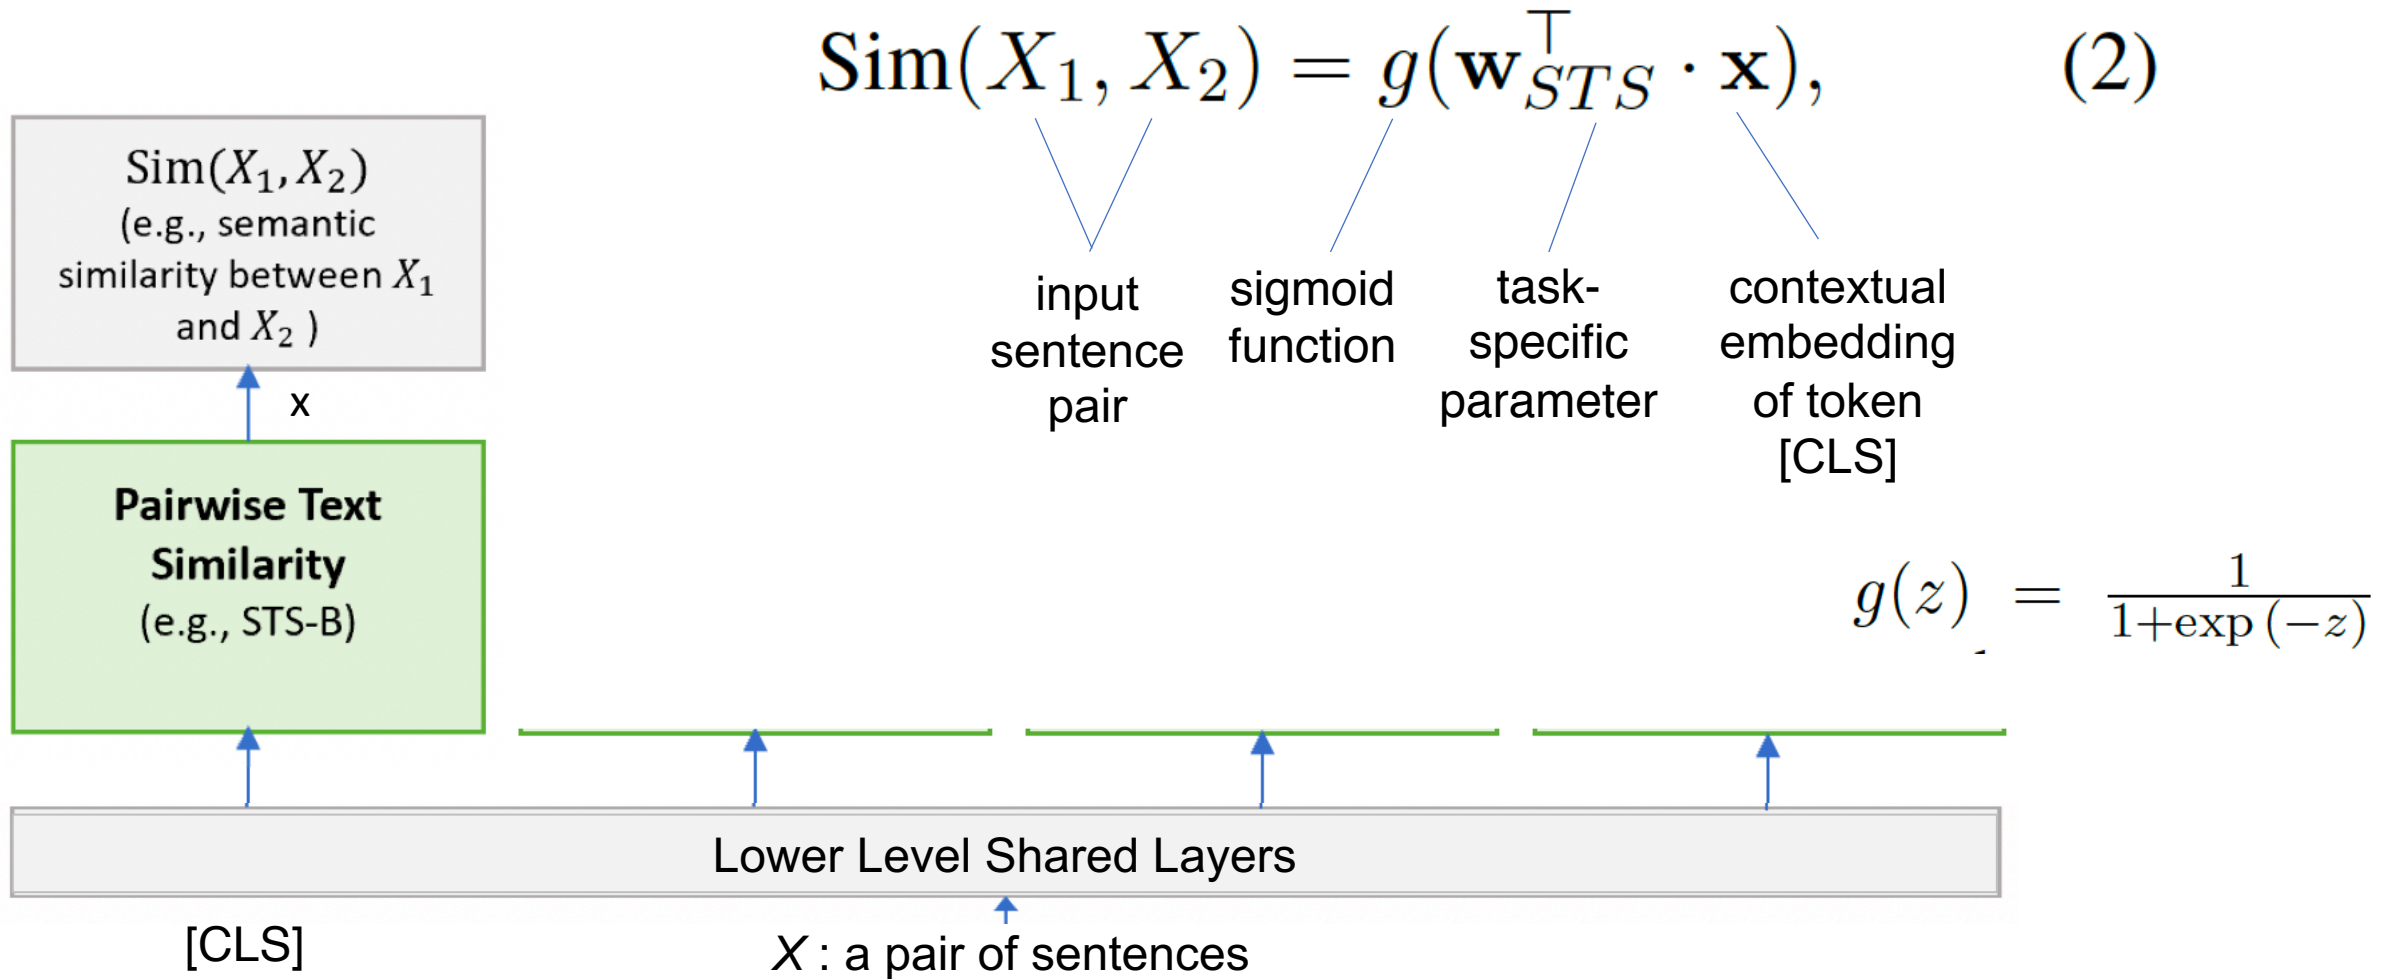 Sim(X₁, X₂) = g(w⊤STS · x), (2)
Sim(X₁,X₂)
(e.g., semantic
similarity between X₁
and X₂ )
input
sentence
pair
sigmoid
function
task-
specific
parameter
contextual
embedding
of token
[CLS]
x
Pairwise Text
Similarity
(e.g., STS-B)
g(z) = 1/(1+exp (−z))
Lower Level Shared Layers
[CLS]
X : a pair of sentences